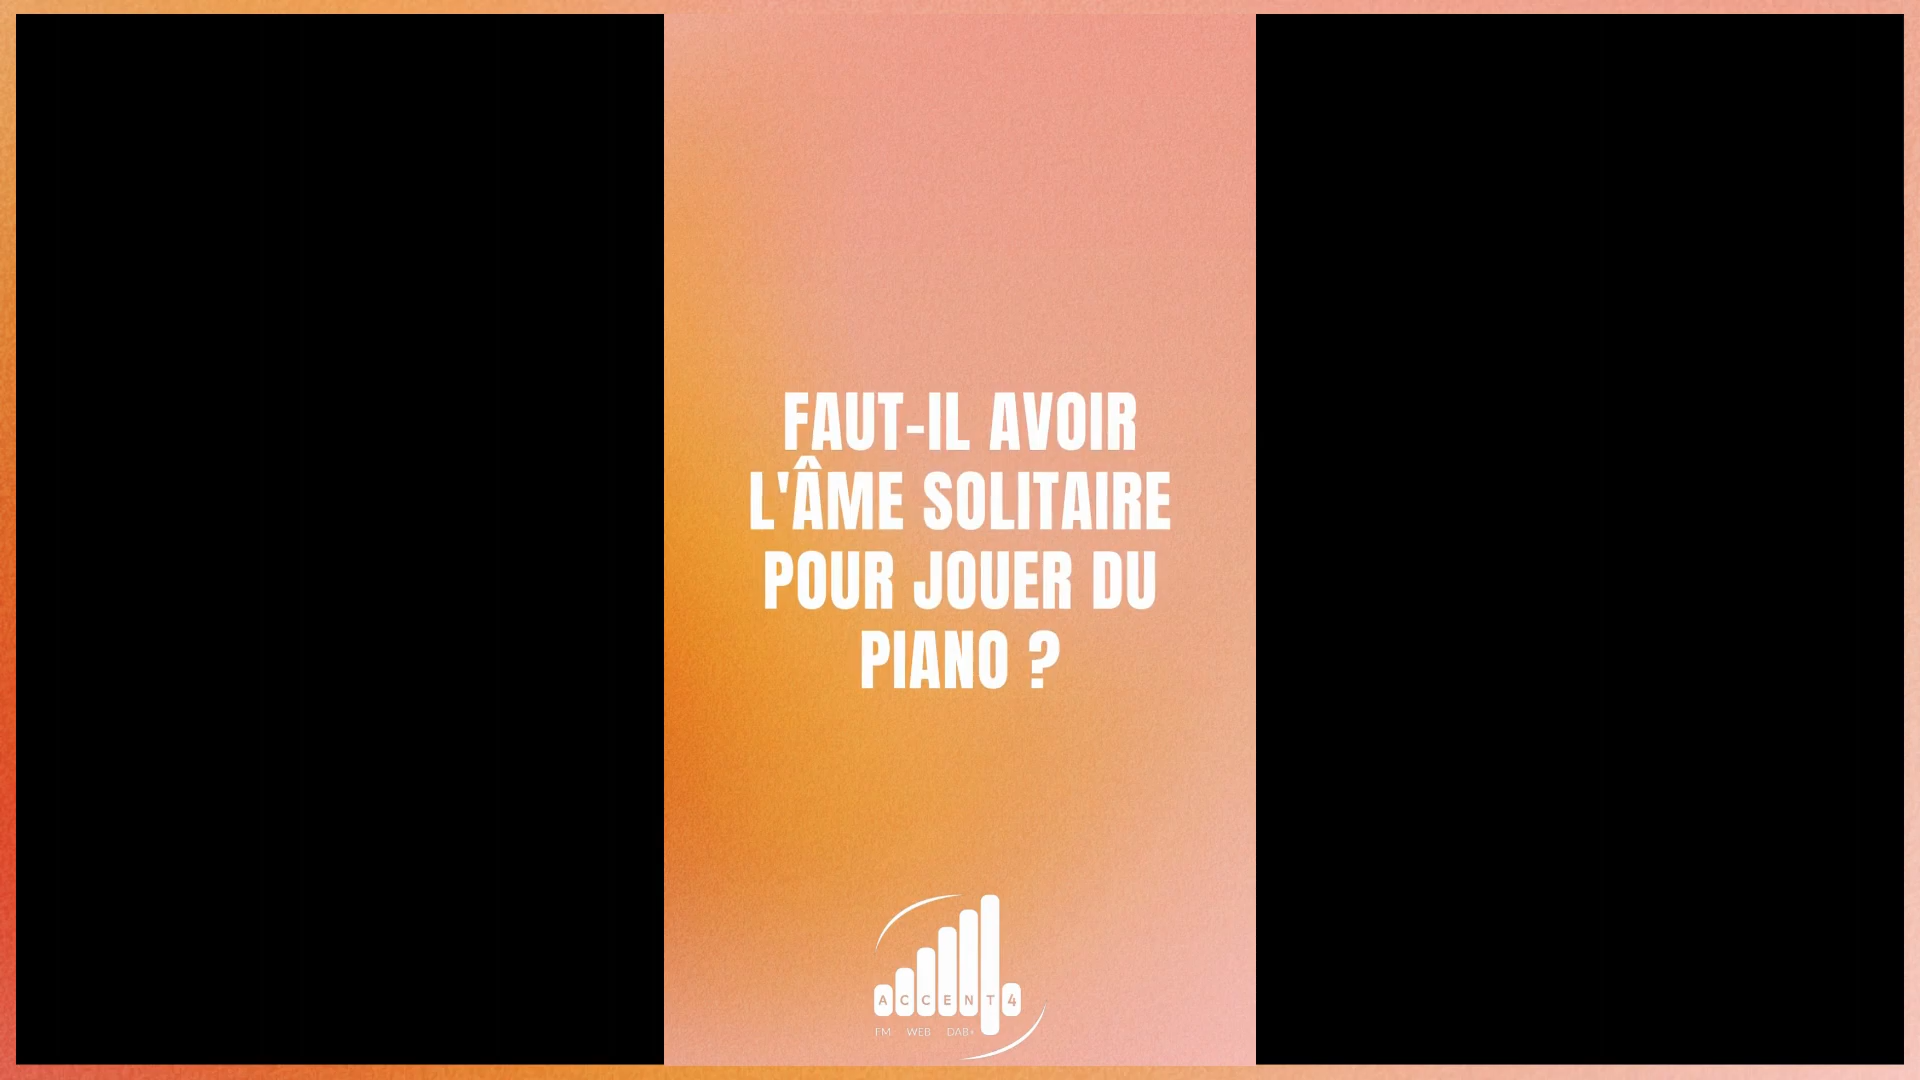 FAUT-IL AVOIR
L'ÂME SOLITAIRE
POUR JOUER DU
PIANO ?
ACCENT4
FM WEB DAB+